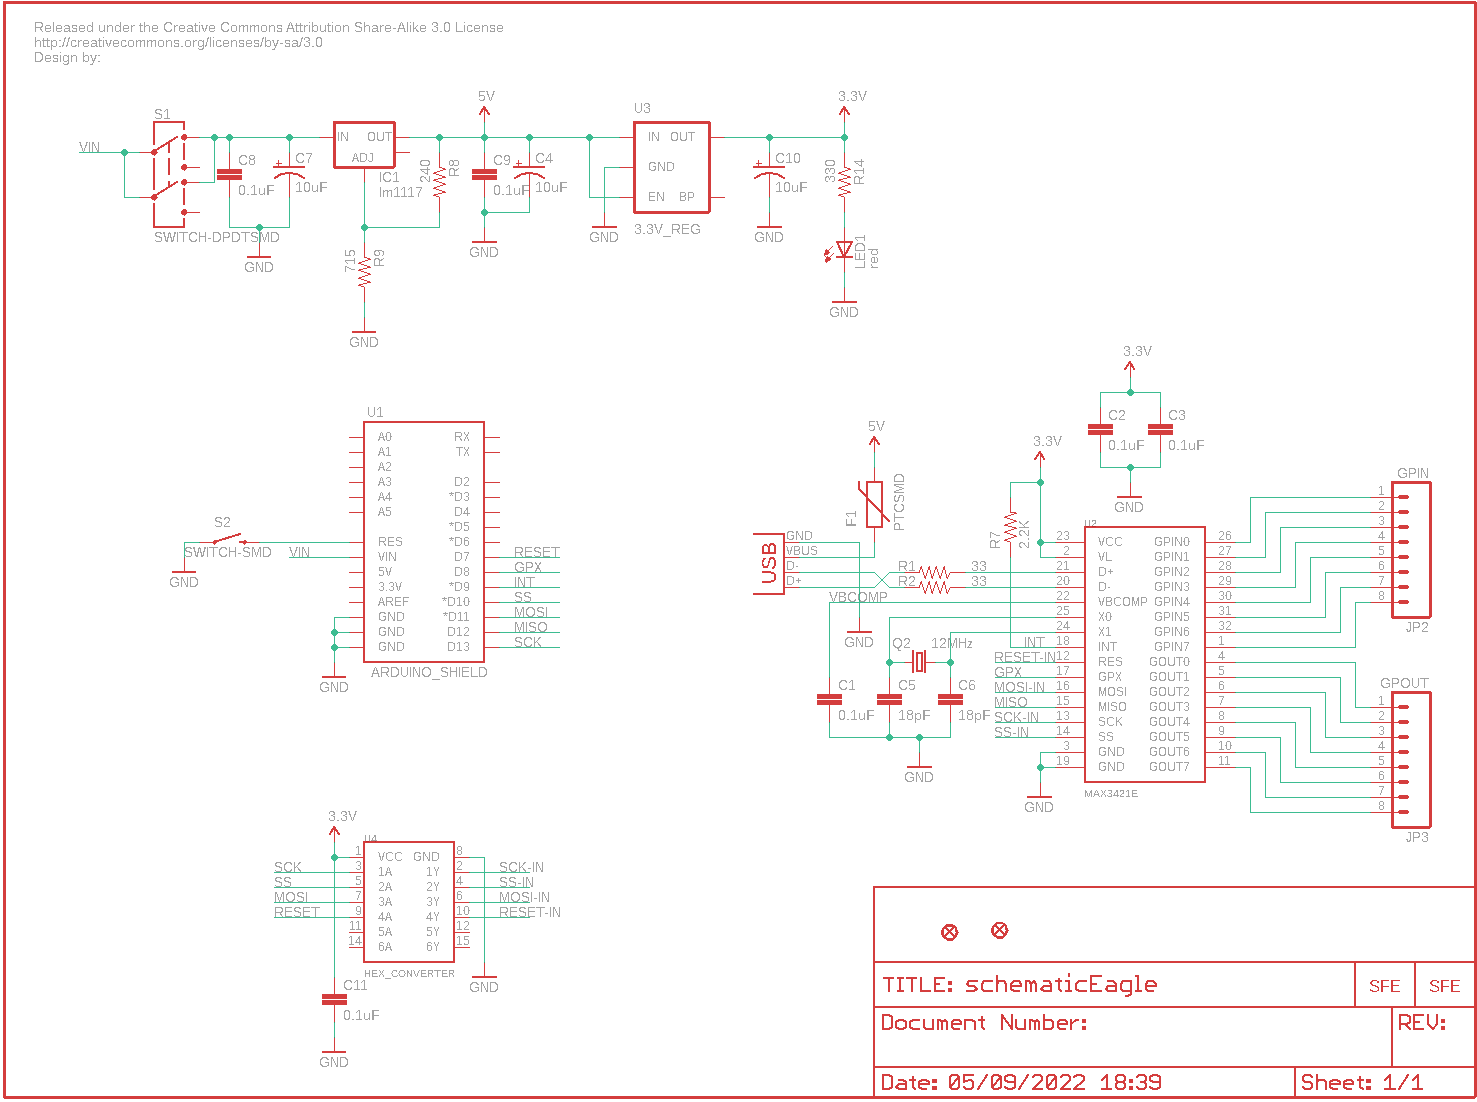 Released under the Creative Commons Attribution Share-Alike 3.0 License
http://creativecommons.org/licenses/by-sa/3.0
Design by:
VIN
S1
SWITCH-DPDTSMD
C8
0.1uF
C7
10uF
GND
IN OUT
ADJ
IC1
lm1117
240
R8
715
R9
GND
5V
C9
0.1uF
C4
10uF
GND
U3
IN OUT
GND
EN BP
3.3V_REG
GND
C10
10uF
GND
3.3V
330
R14
LED1
red
GND
U1
A0 RX
A1 TX
A2
A3 D2
A4 *D3
A5 D4
*D5
RES *D6
VIN D7 RESET
5V D8 GPX
3.3V *D9 INT
AREF *D10 SS
GND *D11 MOSI
GND D12 MISO
GND D13 SCK
ARDUINO_SHIELD
S2
SWITCH-SMD
VIN
GND
GND
3.3V
C2
0.1uF
C3
0.1uF
GND
5V
F1
PTCSMD
3.3V
R7
2.2K
USB
GND
VBUS
D-
D+
R1 33
R2 33
VBCOMP
GND
Q2 12MHz
C1
0.1uF
C5
18pF
C6
18pF
GND
U2
23 VCC GPIN0 26
2 VL GPIN1 27
21 D+ GPIN2 28
20 D- GPIN3 29
22 VBCOMP GPIN4 30
25 X0 GPIN5 31
24 X1 GPIN6 32
INT 18 INT GPIN7 1
RESET-IN 12 RES GOUT0 4
GPX 17 GPX GOUT1 5
MOSI-IN 16 MOSI GOUT2 6
MISO 15 MISO GOUT3 7
SCK-IN 13 SCK GOUT4 8
SS-IN 14 SS GOUT5 9
3 GND GOUT6 10
19 GND GOUT7 11
MAX3421E
GND
GPIN
1
2
3
4
5
6
7
8
JP2
GPOUT
1
2
3
4
5
6
7
8
JP3
3.3V
U4
1 VCC GND 8
SCK 3 1A 1Y 2 SCK-IN
SS 5 2A 2Y 4 SS-IN
MOSI 7 3A 3Y 6 MOSI-IN
RESET 9 4A 4Y 10 RESET-IN
11 5A 5Y 12
14 6A 6Y 15
HEX_CONVERTER
GND
C11
0.1uF
GND
TITLE: schematicEagle
SFE
SFE
Document Number:
REV:
Date: 05/09/2022 18:39
Sheet: 1/1